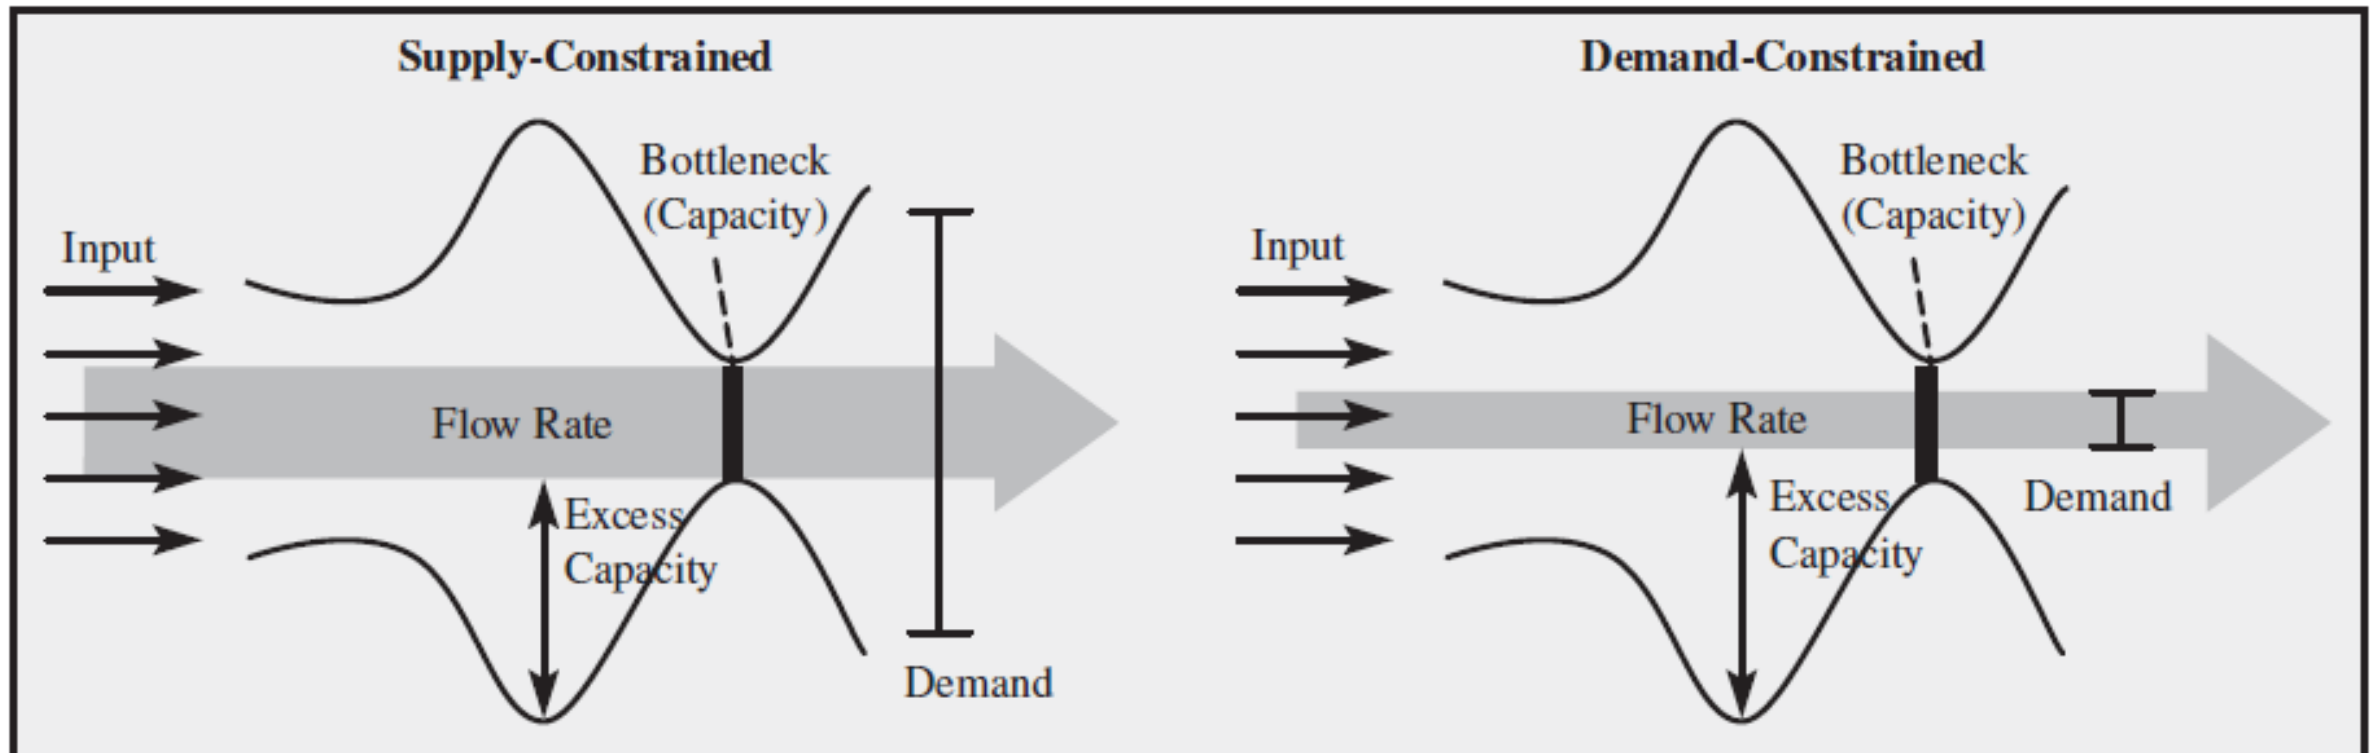 Supply-Constrained
Bottleneck
(Capacity)
Input
Flow Rate
Excess
Capacity
Demand
Demand-Constrained
Bottleneck
(Capacity)
Input
Flow Rate
Excess
Capacity
Demand